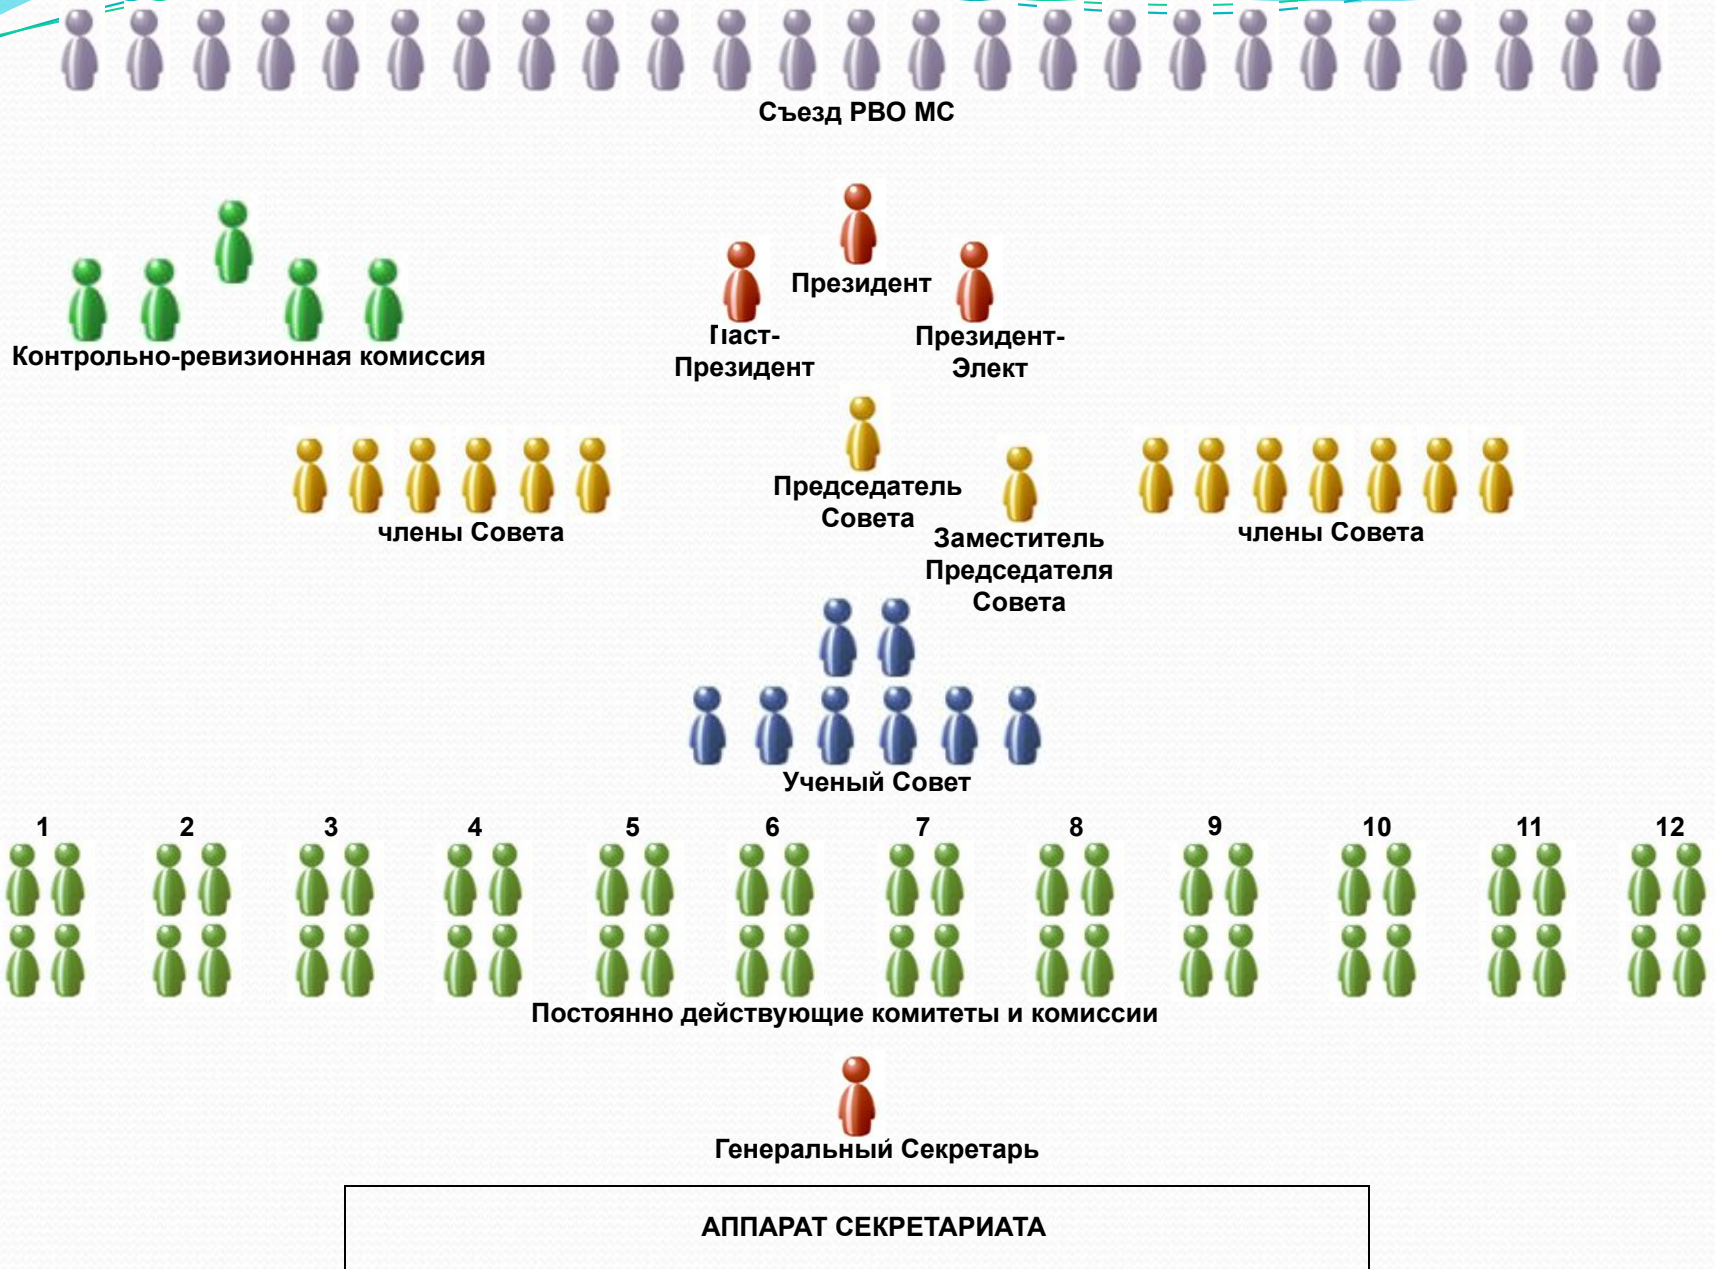 Съезд РВО МС
Президент
Паст-
Президент
Президент-
Элект
Контрольно-ревизионная комиссия
члены Совета
Председатель
Совета
Заместитель
Председателя
Совета
члены Совета
Ученый Совет
1 2 3 4 5 6 7 8 9 10 11 12
Постоянно действующие комитеты и комиссии
Генеральный Секретарь
АППАРАТ СЕКРЕТАРИАТА